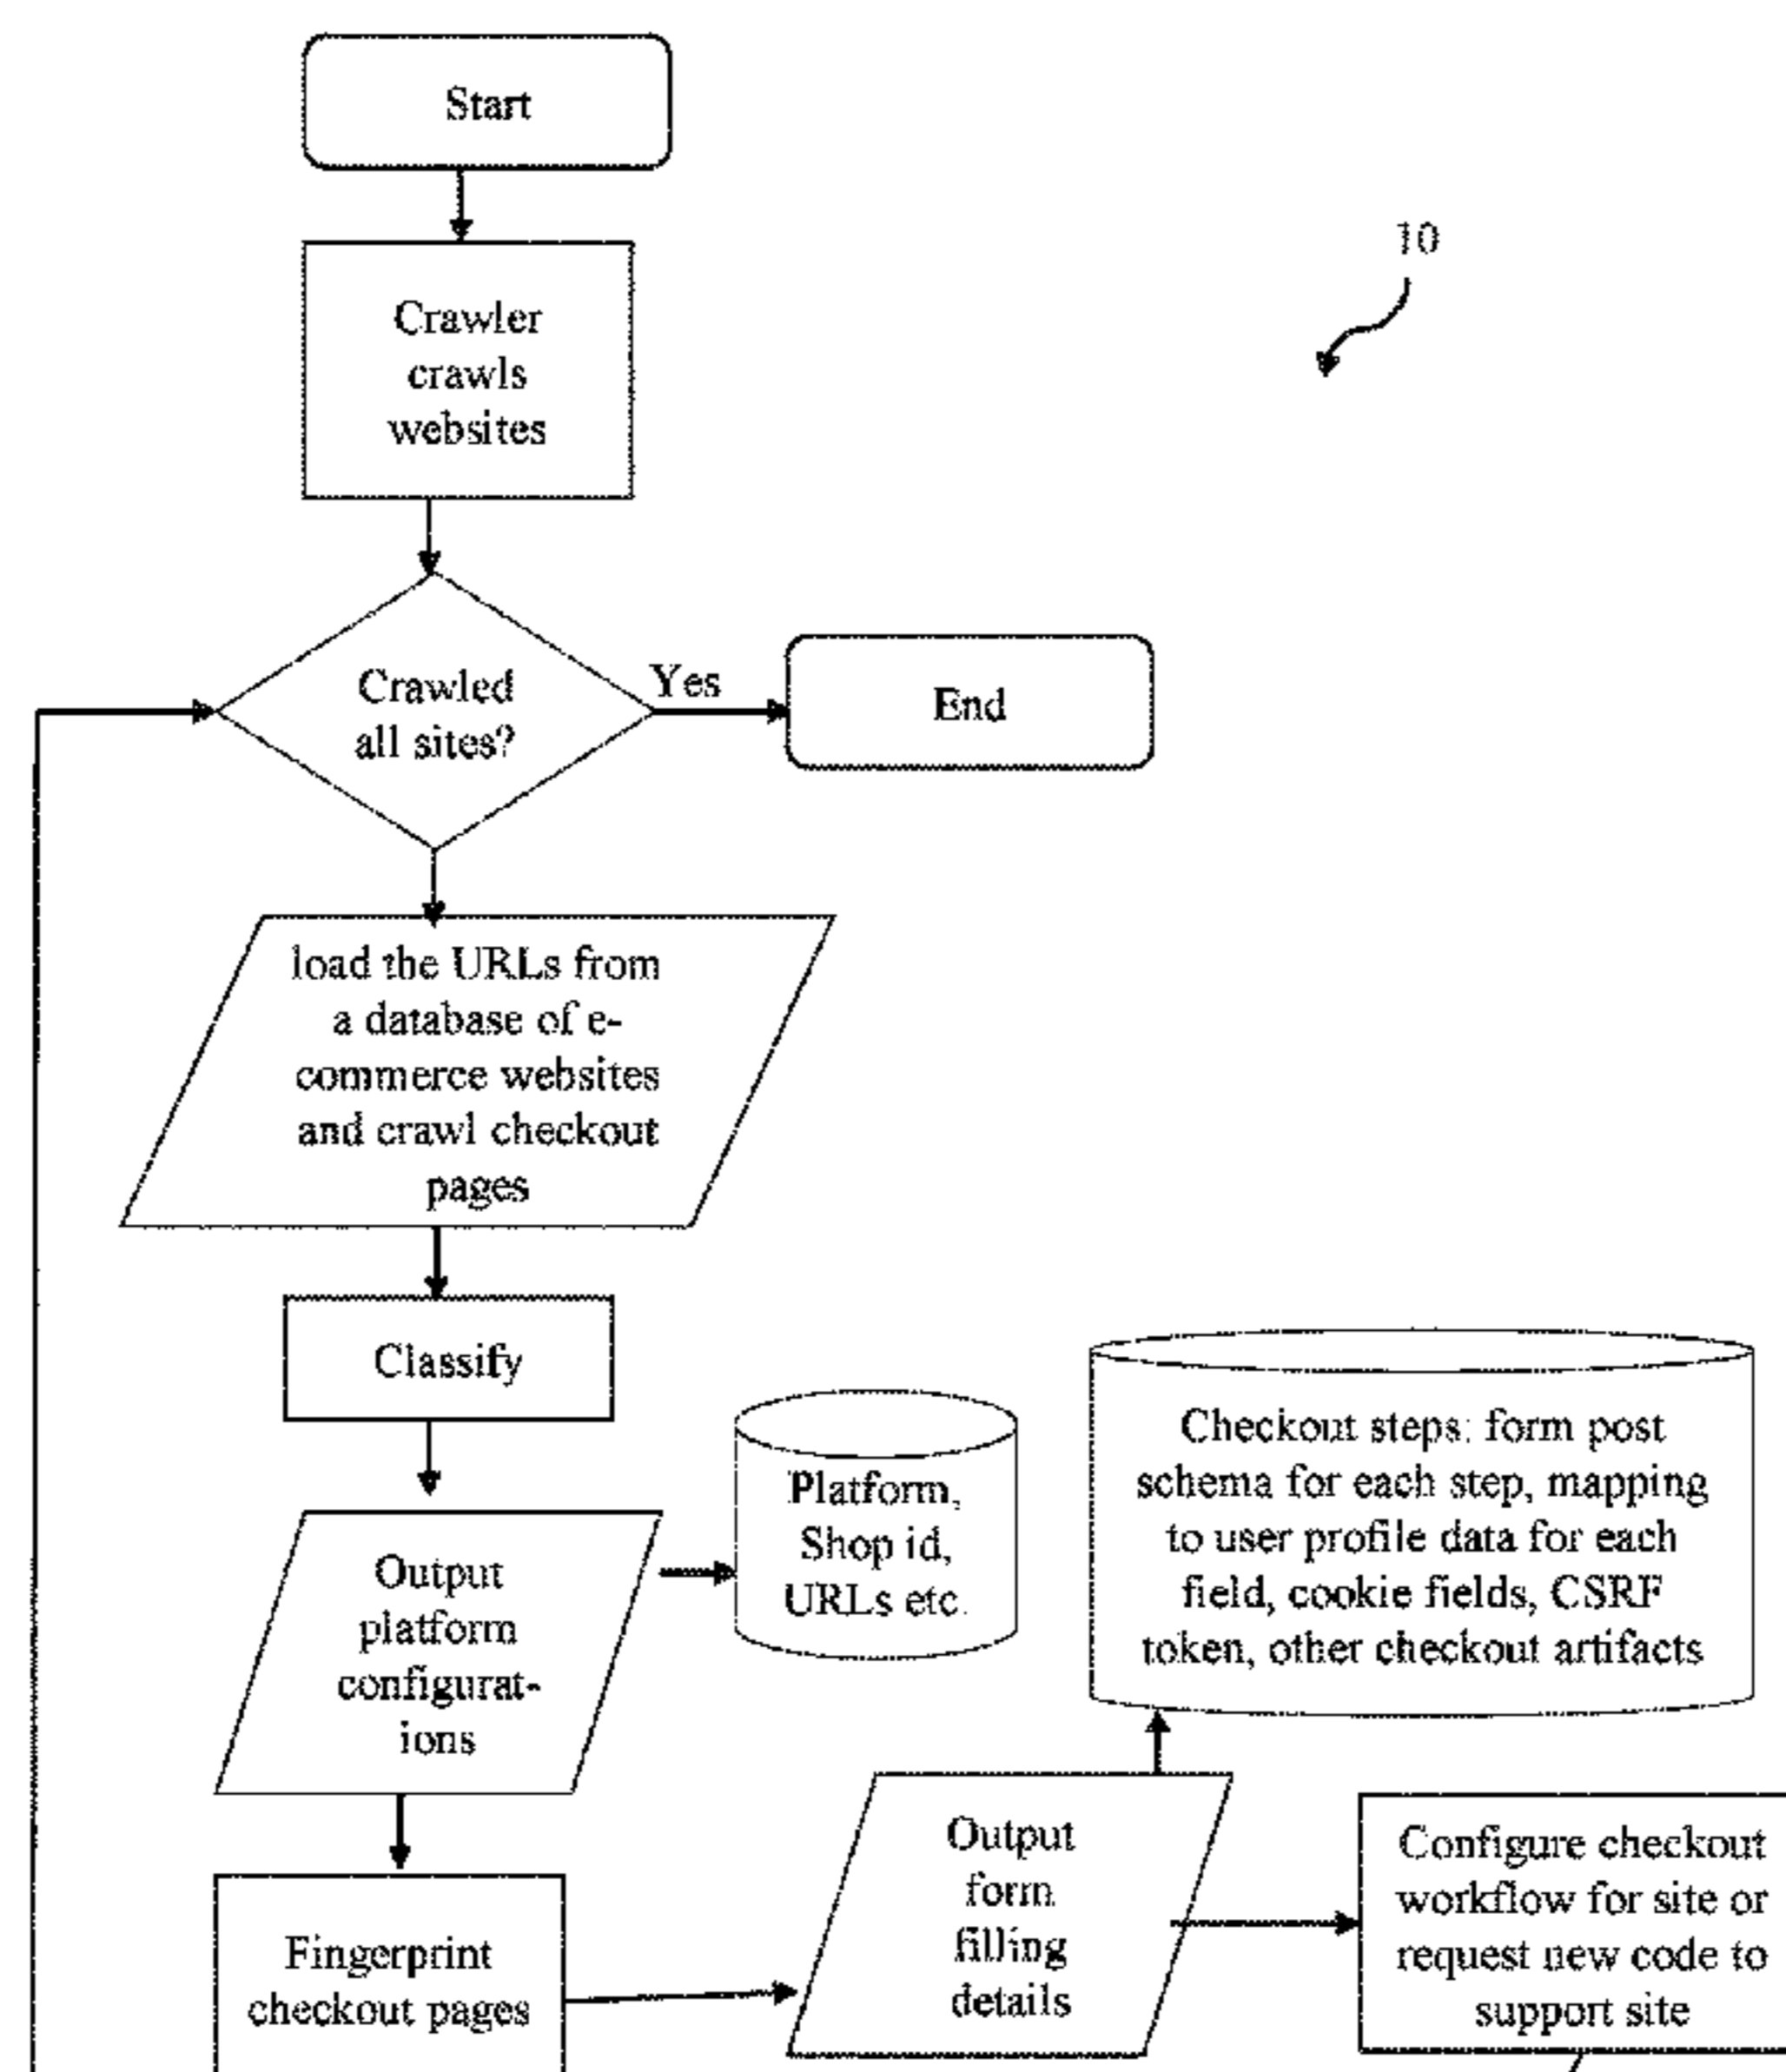 Start
10
Crawler
crawls
websites
Crawled
all sites?
Yes
End
load the URLs from
a database of e-
commerce websites
and crawl checkout
pages
Classify
Platform,
Shop id,
URLs etc.
Checkout steps: form post
schema for each step, mapping
to user profile data for each
field, cookie fields, CSRF
token, other checkout artifacts
Output
platform
configurat-
ions
Output
form
filling
details
Configure checkout
workflow for site or
request new code to
support site
Fingerprint
checkout pages